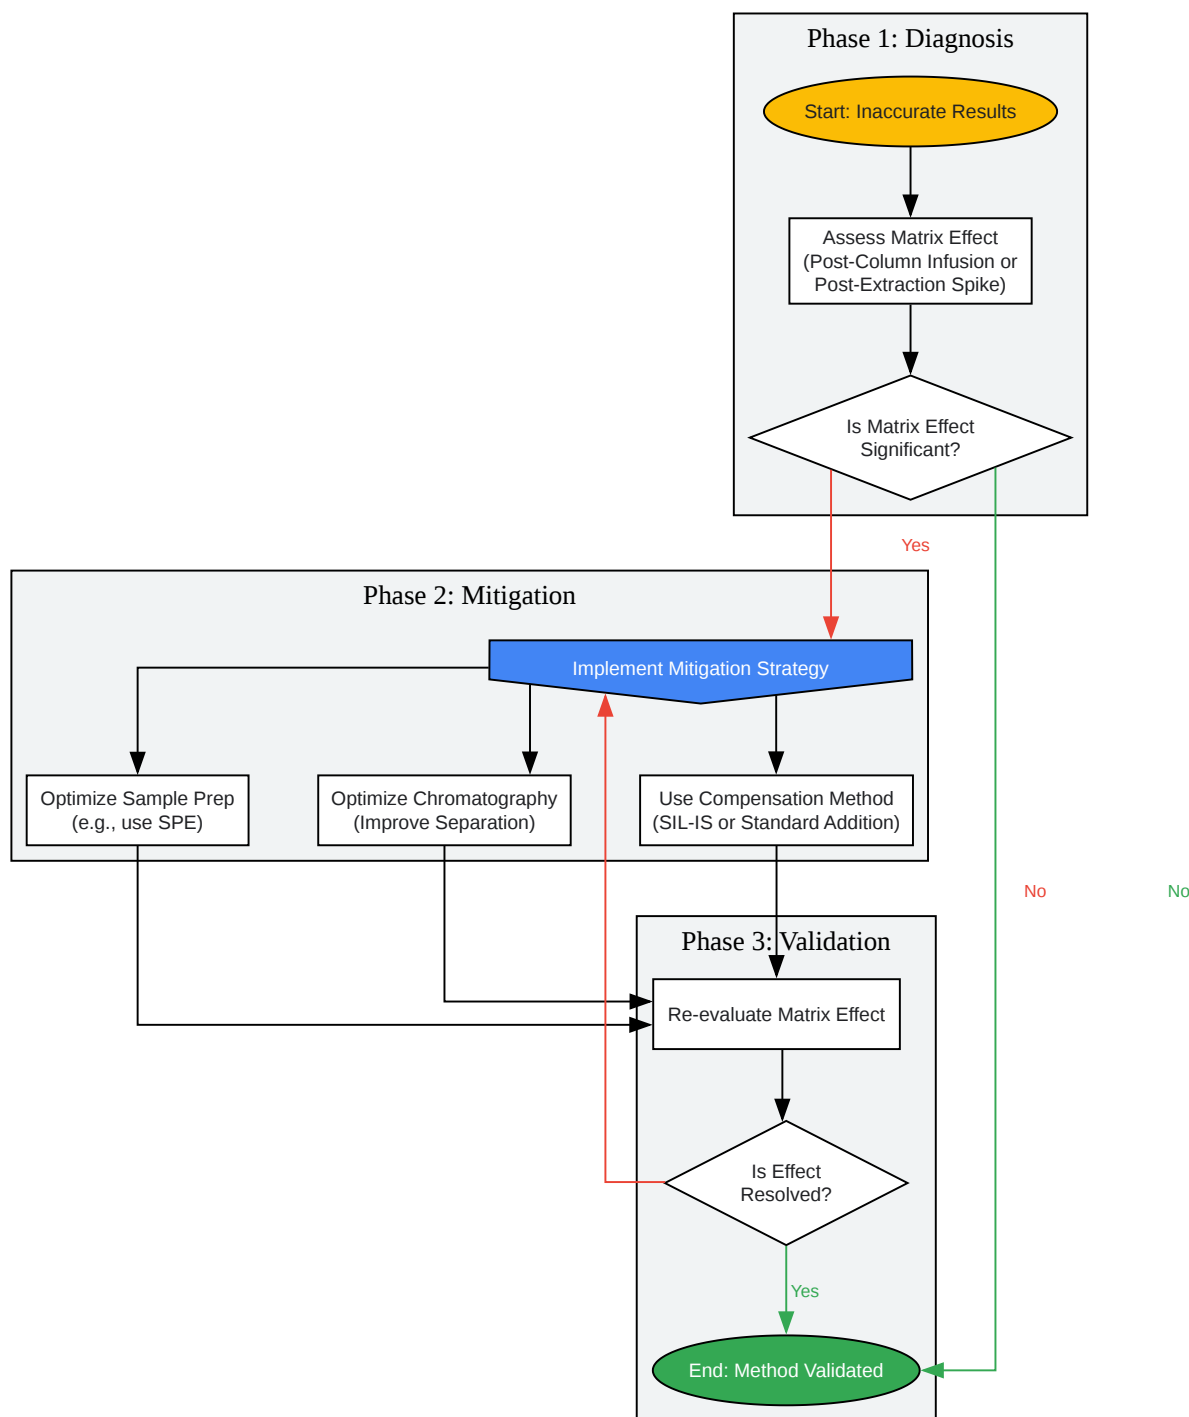 Phase 1: Diagnosis
Start: Inaccurate Results
Assess Matrix Effect
(Post-Column Infusion or
Post-Extraction Spike)
Is Matrix Effect
Significant?
Yes
Phase 2: Mitigation
Implement Mitigation Strategy
Optimize Sample Prep
(e.g., use SPE)
Optimize Chromatography
(Improve Separation)
Use Compensation Method
(SIL-IS or Standard Addition)
No
No
Phase 3: Validation
Re-evaluate Matrix Effect
Is Effect
Resolved?
Yes
End: Method Validated